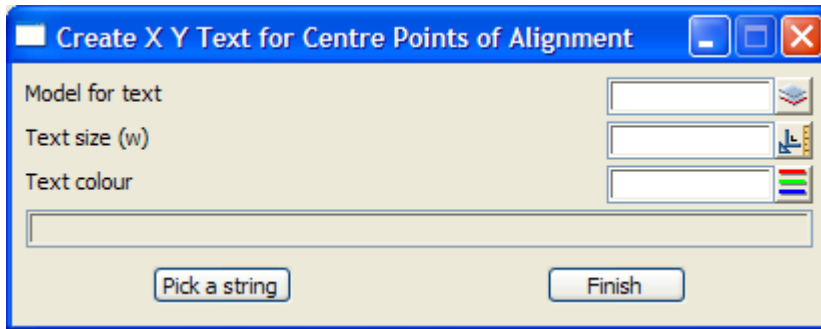 Create X Y Text for Centre Points of Alignment
Model for text
Text size (w)
Text colour
Pick a string Finish